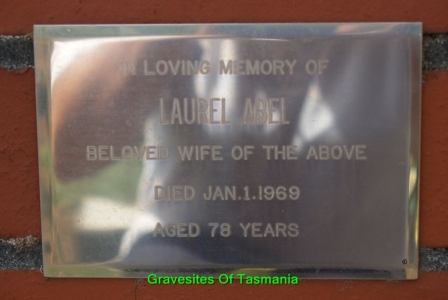 IN LOVING MEMORY OF
LAUREL ABEL
BELOVED WIFE OF THE ABOVE
DIED JAN.1.1969
AGED 78 YEARS
Gravesites Of Tasmania